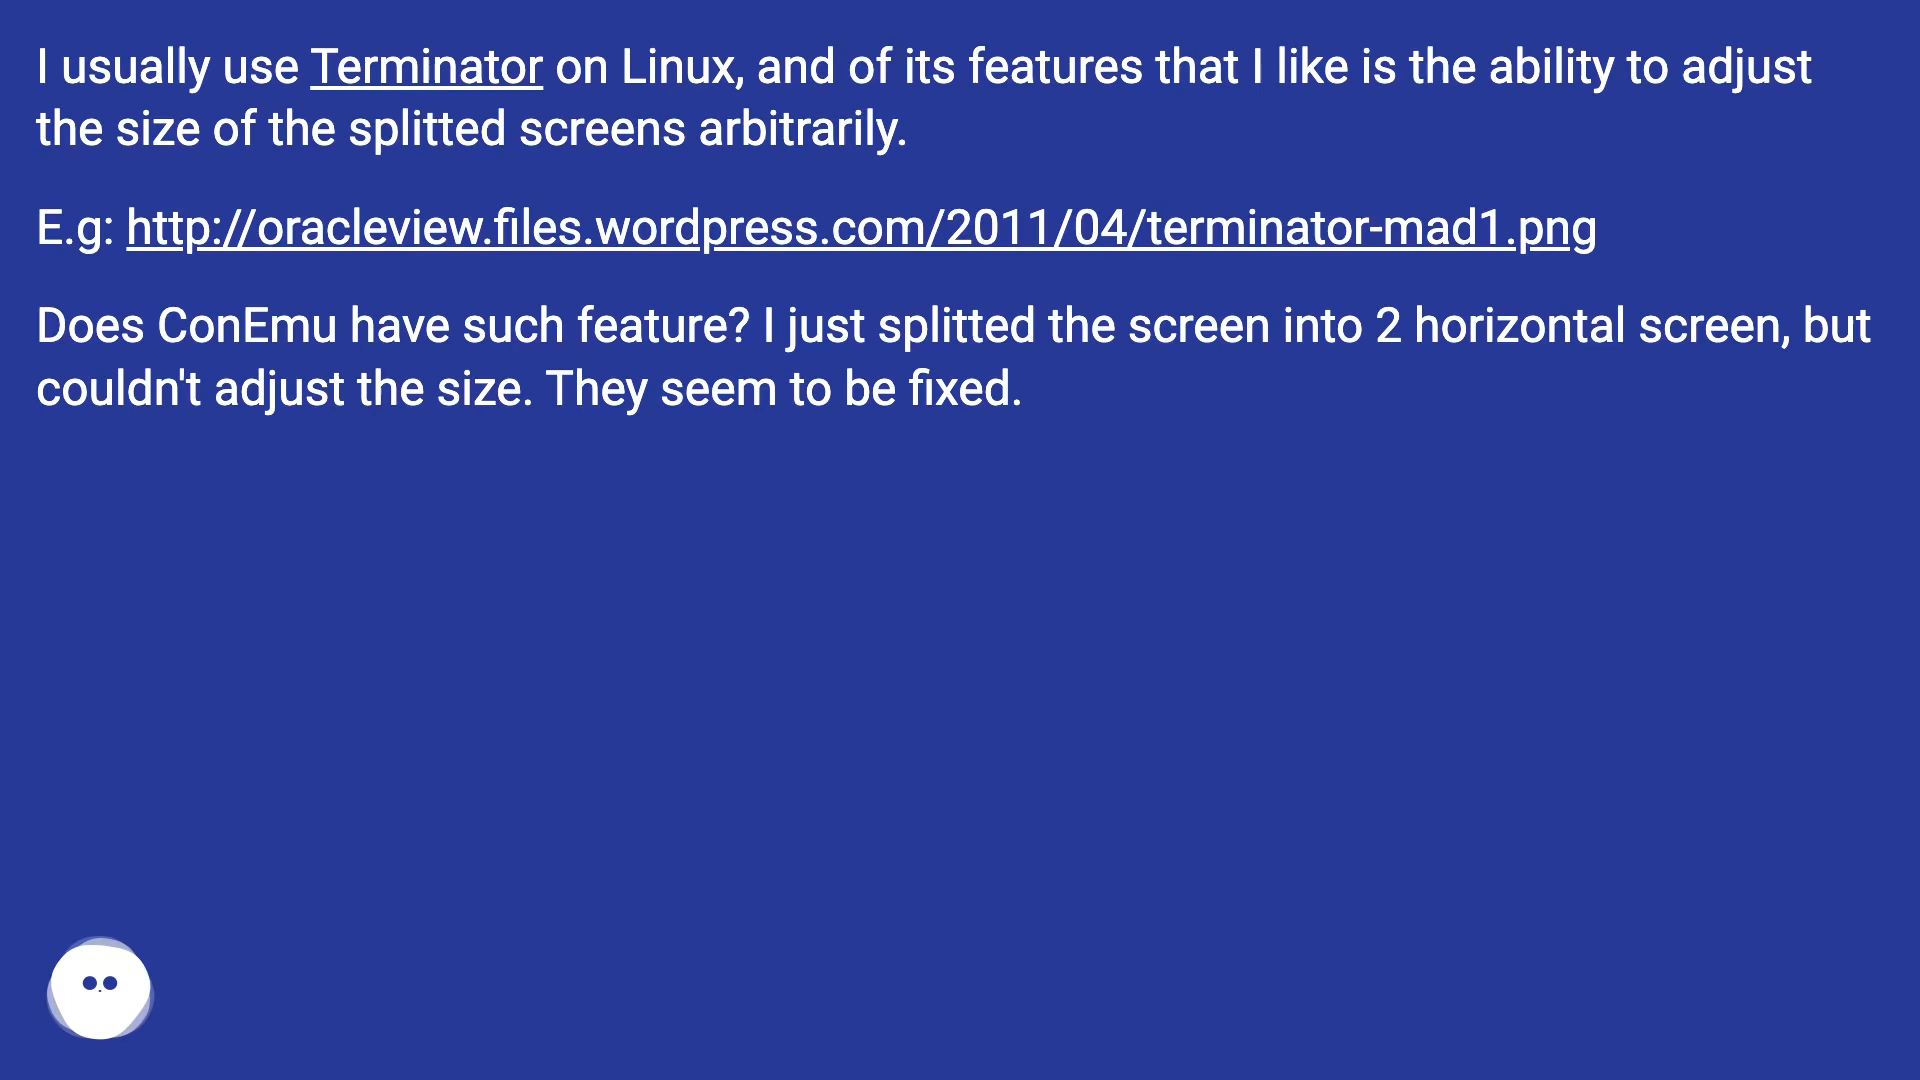 I usually use Terminator on Linux, and of its features that I like is the ability to adjust
the size of the splitted screens arbitrarily.
E.g: http://oracleview.files.wordpress.com/2011/04/terminator-mad1.png
Does ConEmu have such feature? I just splitted the screen into 2 horizontal screen, but
couldn't adjust the size. They seem to be fixed.